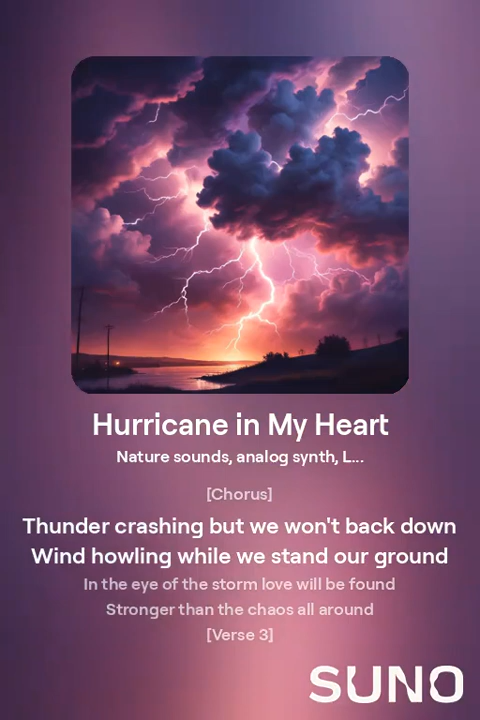 Hurricane in My Heart
Nature sounds, analog synth, L...
[Chorus]
Thunder crashing but we won't back down
Wind howling while we stand our ground
In the eye of the storm love will be found
Stronger than the chaos all around
[Verse 3]
SUNO